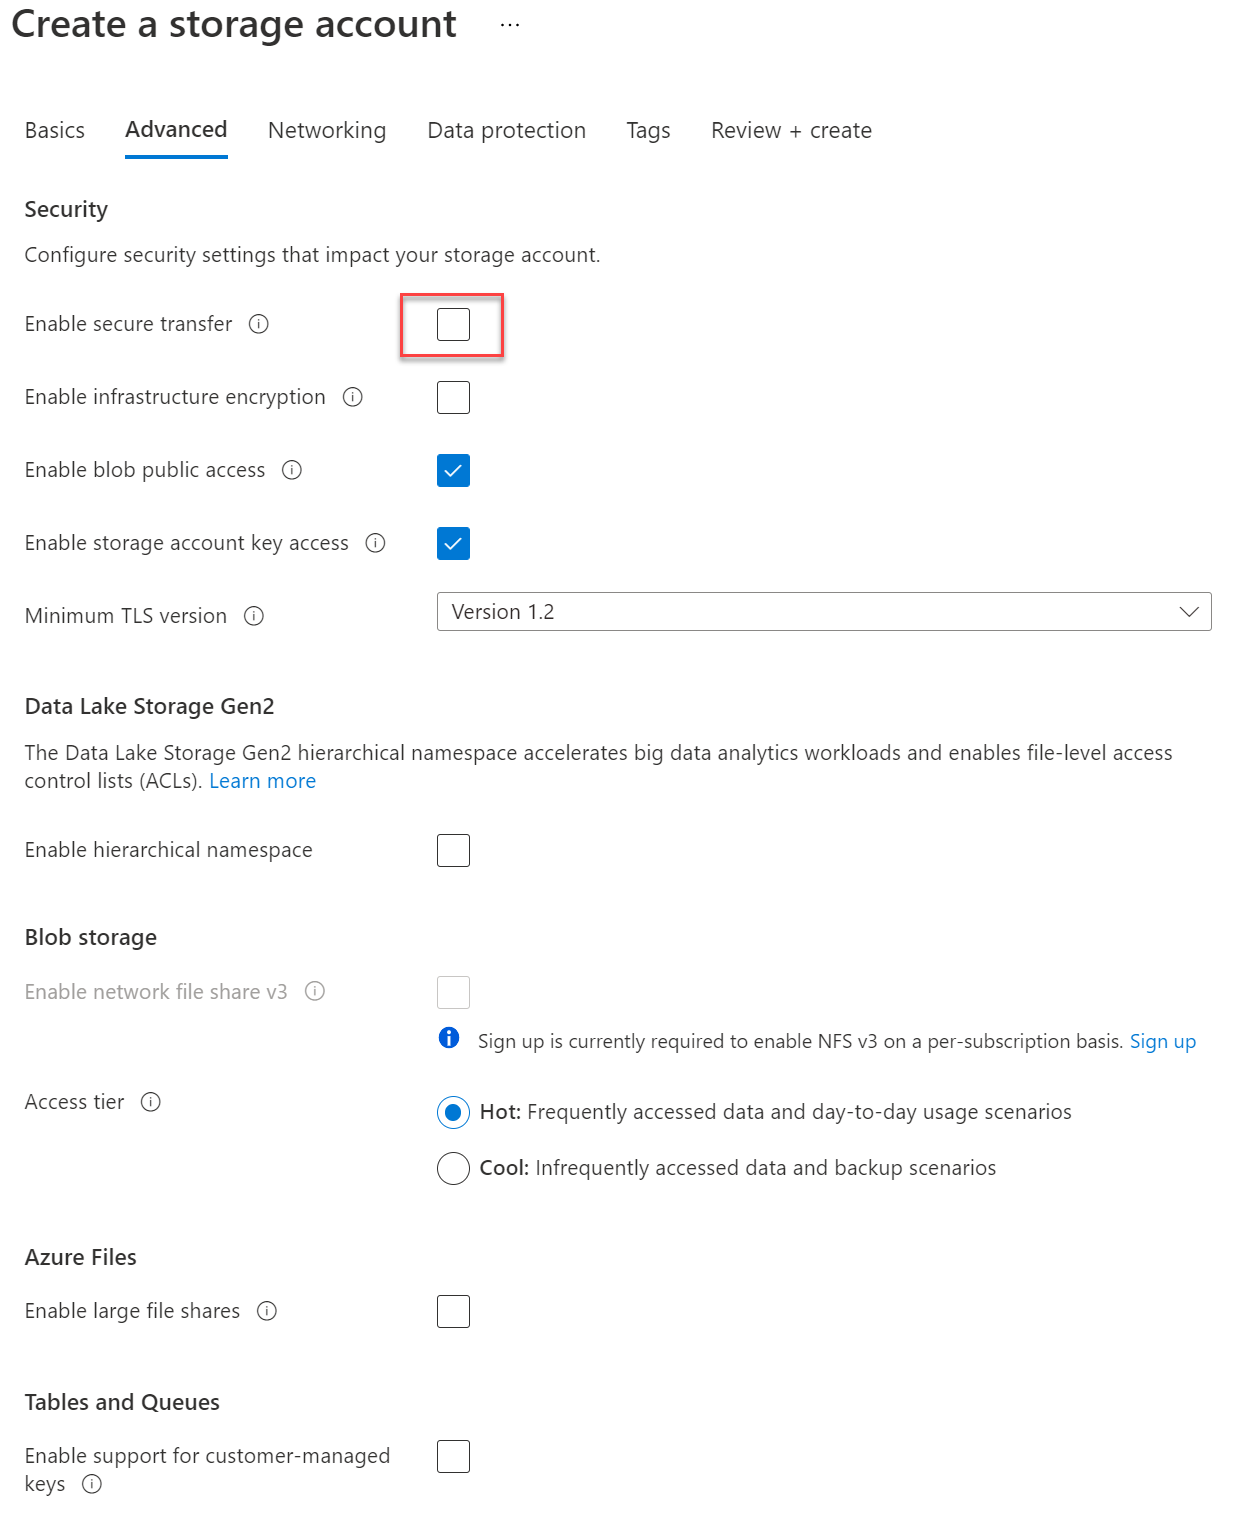 Create a storage account ...
Basics Advanced Networking Data protection Tags Review + create
Security
Configure security settings that impact your storage account.
Enable secure transfer
Enable infrastructure encryption
Enable blob public access
Enable storage account key access
Minimum TLS version Version 1.2
Data Lake Storage Gen2
The Data Lake Storage Gen2 hierarchical namespace accelerates big data analytics workloads and enables file-level access
control lists (ACLs). Learn more
Enable hierarchical namespace
Blob storage
Enable network file share v3
Sign up is currently required to enable NFS v3 on a per-subscription basis. Sign up
Access tier
Hot: Frequently accessed data and day-to-day usage scenarios
Cool: Infrequently accessed data and backup scenarios
Azure Files
Enable large file shares
Tables and Queues
Enable support for customer-managed
keys